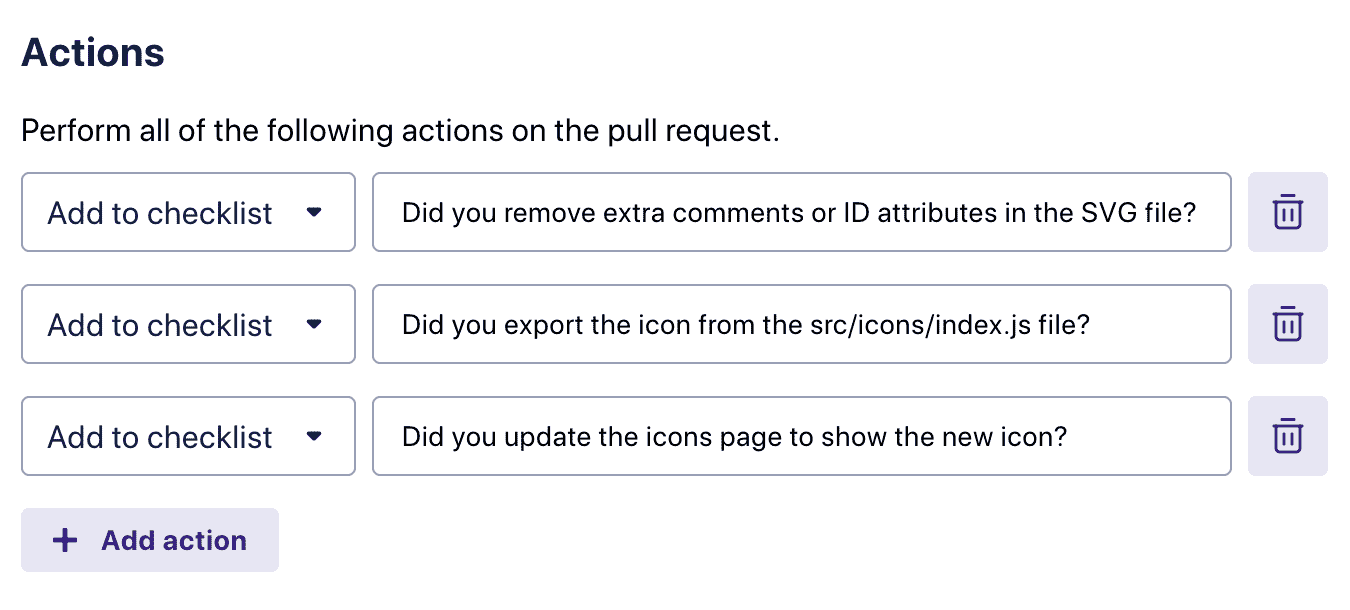 Actions
Perform all of the following actions on the pull request.
Add to checklist
Did you remove extra comments or ID attributes in the SVG file?
Add to checklist
Did you export the icon from the src/icons/index.js file?
Add to checklist
Did you update the icons page to show the new icon?
Add action